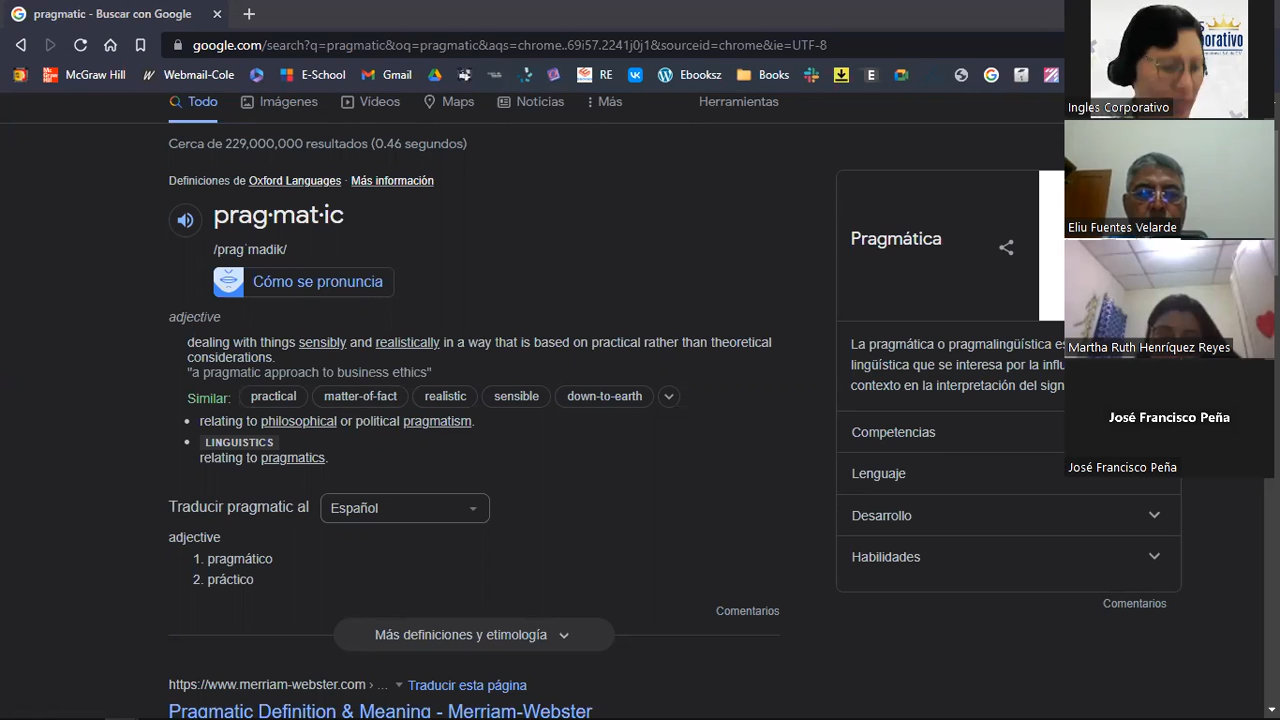 pragmatic - Buscar con Google
google.com/search?q=pragmatic&oq=pragmatic&aqs=chrome..69i57.2241j0j1&sourceid=chrome&ie=UTF-8
McGraw Hill Webmail-Cole E-School Gmail RE Ebooksz Books
Todo Imágenes Vídeos Maps Noticias Más Herramientas
Cerca de 229,000,000 resultados (0.46 segundos)
Definiciones de Oxford Languages · Más información
prag·mat·ic
/praɡˈmadik/
Cómo se pronuncia
adjective
dealing with things sensibly and realistically in a way that is based on practical rather than theoretical
considerations.
"a pragmatic approach to business ethics"
Similar: practical matter-of-fact realistic sensible down-to-earth
• relating to philosophical or political pragmatism.
• LINGUISTICS
relating to pragmatics.
Traducir pragmatic al Español
adjective
1. pragmático
2. práctico
Comentarios
Más definiciones y etimología
https://www.merriam-webster.com › ... Traducir esta página
Pragmatic Definition & Meaning - Merriam-Webster
Pragmática
La pragmática o pragmalingüística es
lingüística que se interesa por la influ
contexto en la interpretación del sign
Competencias
Lenguaje
Desarrollo
Habilidades
Comentarios
orporativo
Ingles Corporativo
Eliu Fuentes Velarde
Martha Ruth Henríquez Reyes
José Francisco Peña
José Francisco Peña